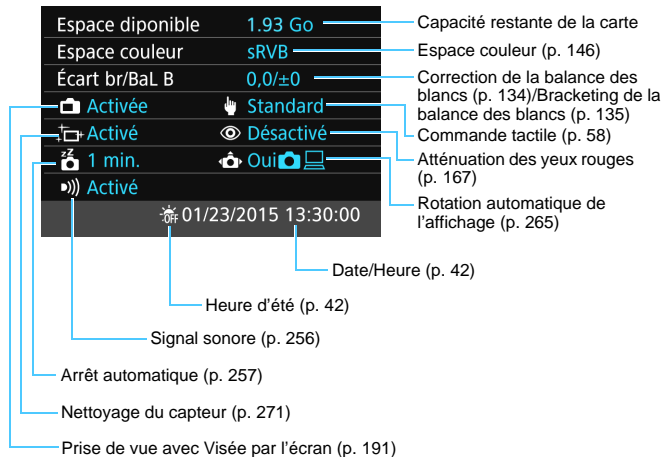 Espace diponible 1.93 Go
Capacité restante de la carte
Espace couleur sRVB
Espace couleur (p. 146)
Écart br/BaL B 0,0/±0
Correction de la balance des
blancs (p. 134)/Bracketing de la
balance des blancs (p. 135)
Activée Standard
Commande tactile (p. 58)
Activé Désactivé
Atténuation des yeux rouges
(p. 167)
zZ 1 min. Oui
Rotation automatique de
l'affichage (p. 265)
Activé
OFF 01/23/2015 13:30:00
Date/Heure (p. 42)
Heure d'été (p. 42)
Signal sonore (p. 256)
Arrêt automatique (p. 257)
Nettoyage du capteur (p. 271)
Prise de vue avec Visée par l'écran (p. 191)